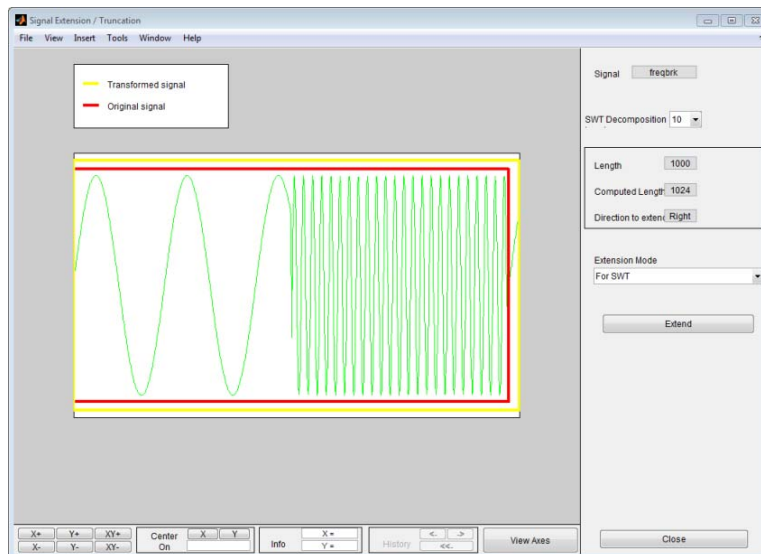 Signal Extension / Truncation
File View Insert Tools Window Help
Transformed signal
Original signal
Signal freqbrk
SWT Decomposition 10
Length 1000
Computed Length 1024
Direction to extend Right
Extension Mode
For SWT
Extend
X+ Y+ XY+
X- Y- XY-
Center
On
X Y
Info
X =
Y =
History
<- ->
<<-
View Axes
Close